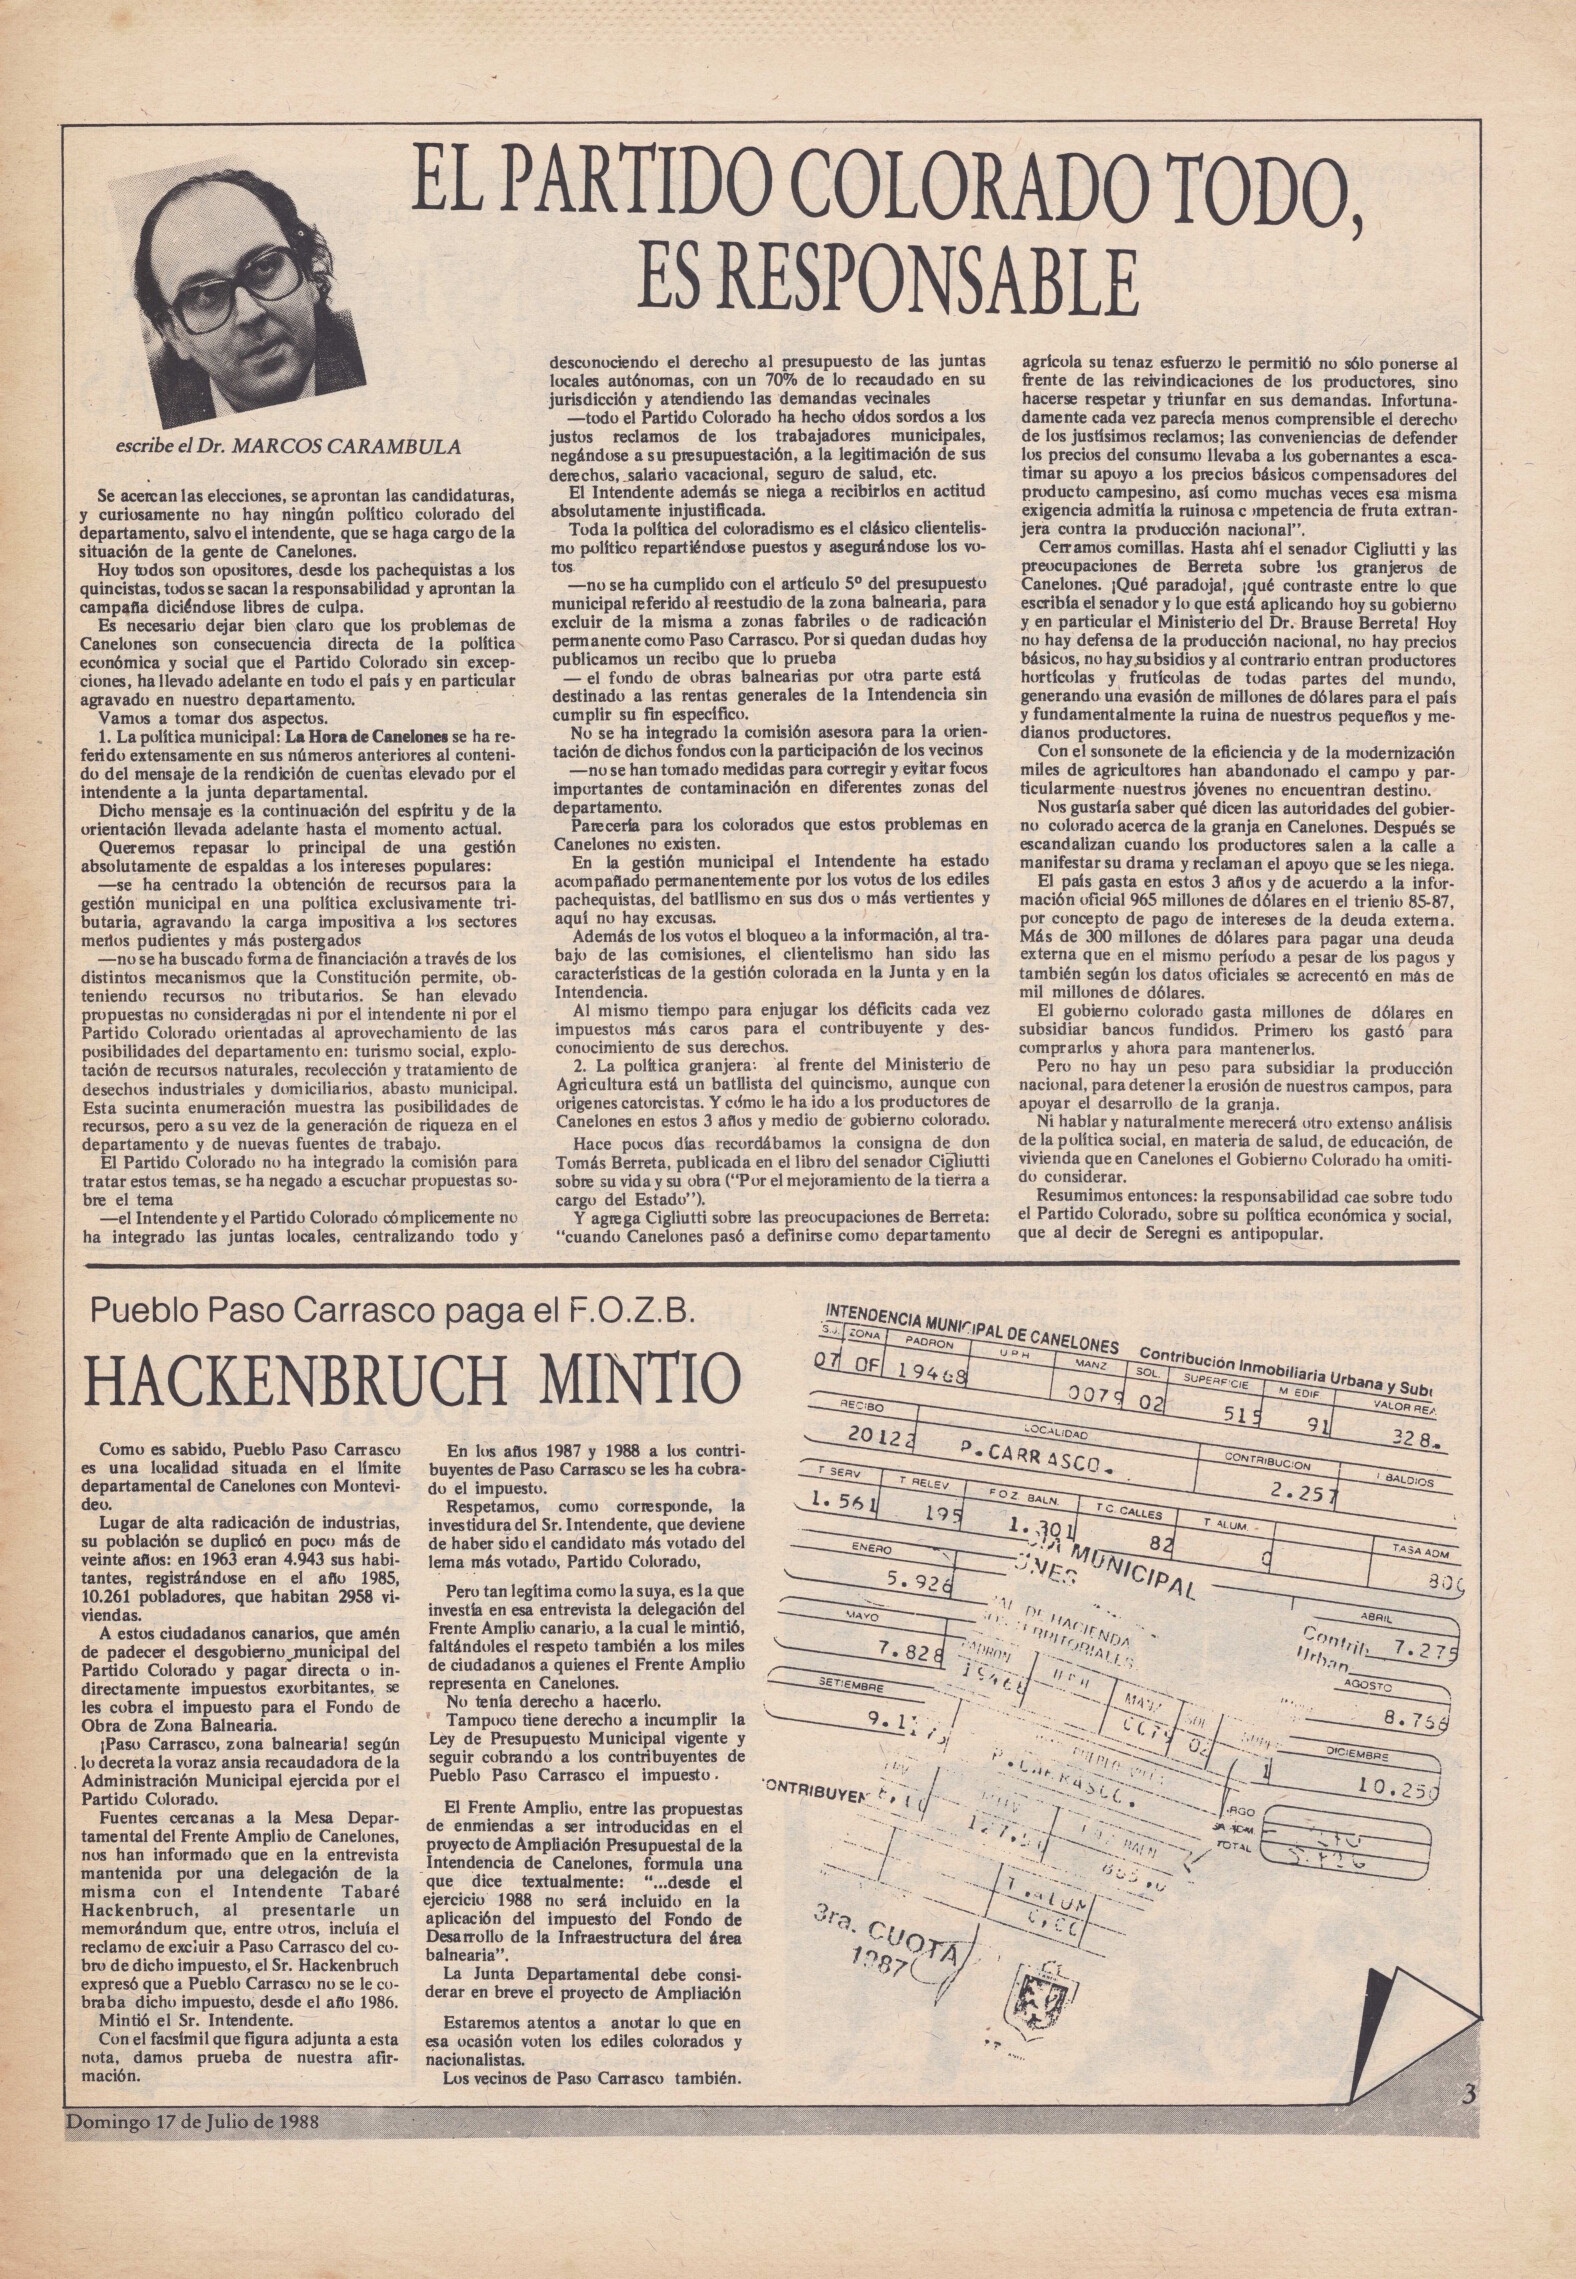 EL PARTIDO COLORADO TODO,
ES RESPONSABLE
escribe el Dr. MARCOS CARAMBULA
Se acercan las elecciones, se aprontan las candidaturas,
y curiosamente no hay ningún político colorado del
departamento, salvo el intendente, que se haga cargo de la
situación de la gente de Canelones.
Hoy todos son opositores, desde los pachequistas a los
quincistas, todos se sacan la responsabilidad y aprontan la
campaña diciéndose libres de culpa.
Es necesario dejar bien claro que los problemas de
Canelones son consecuencia directa de la política
económica y social que el Partido Colorado sin excep-
ciones, ha llevado adelante en todo el país y en particular
agravado en nuestro departamento.
Vamos a tomar dos aspectos.
1. La política municipal: La Hora de Canelones se ha re-
ferido extensamente en sus números anteriores al conteni-
do del mensaje de la rendición de cuentas elevado por el
intendente a la junta departamental.
Dicho mensaje es la continuación del espíritu y de la
orientación llevada adelante hasta el momento actual.
Queremos repasar lo principal de una gestión
absolutamente de espaldas a los intereses populares:
—se ha centrado la obtención de recursos para la
gestión municipal en una política exclusivamente tri-
butaria, agravando la carga impositiva a los sectores
menos pudientes y más postergados
—no se ha buscado forma de financiación a través de los
distintos mecanismos que la Constitución permite, ob-
teniendo recursos no tributarios. Se han elevado
propuestas no consideradas ni por el intendente ni por el
Partido Colorado orientadas al aprovechamiento de las
posibilidades del departamento en: turismo social, explo-
tación de recursos naturales, recolección y tratamiento de
desechos industriales y domiciliarios, abasto municipal.
Esta sucinta enumeración muestra las posibilidades de
recursos, pero a su vez de la generación de riqueza en el
departamento y de nuevas fuentes de trabajo.
El Partido Colorado no ha integrado la comisión para
tratar estos temas, se ha negado a escuchar propuestas so-
bre el tema
—el Intendente y el Partido Colorado cómplicemente no
ha integrado las juntas locales, centralizando todo y
desconociendo el derecho al presupuesto de las juntas
locales autónomas, con un 70% de lo recaudado en su
jurisdicción y atendiendo las demandas vecinales
—todo el Partido Colorado ha hecho oídos sordos a los
justos reclamos de los trabajadores municipales,
negándose a su presupuestación, a la legitimación de sus
derechos, salario vacacional, seguro de salud, etc.
El Intendente además se niega a recibirlos en actitud
absolutamente injustificada.
Toda la política del coloradismo es el clásico clientelis-
mo político repartiéndose puestos y asegurándose los vo-
tos
—no se ha cumplido con el artículo 5º del presupuesto
municipal referido al reestudio de la zona balnearia, para
excluir de la misma a zonas fabriles o de radicación
permanente como Paso Carrasco. Por si quedan dudas hoy
publicamos un recibo que lo prueba
— el fondo de obras balnearias por otra parte está
destinado a las rentas generales de la Intendencia sin
cumplir su fin específico.
No se ha integrado la comisión asesora para la orien-
tación de dichos fondos con la participación de los vecinos
—no se han tomado medidas para corregir y evitar focos
importantes de contaminación en diferentes zonas del
departamento.
Parecería para los colorados que estos problemas en
Canelones no existen.
En la gestión municipal el Intendente ha estado
acompañado permanentemente por los votos de los ediles
pachequistas, del batllismo en sus dos o más vertientes y
aquí no hay excusas.
Además de los votos el bloqueo a la información, al tra-
bajo de las comisiones, el clientelismo han sido las
características de la gestión colorada en la Junta y en la
Intendencia.
Al mismo tiempo para enjugar los déficits cada vez
impuestos más caros para el contribuyente y des-
conocimiento de sus derechos.
2. La política granjera: al frente del Ministerio de
Agricultura está un batllista del quincismo, aunque con
orígenes catorcistas. Y cómo le ha ido a los productores de
Canelones en estos 3 años y medio de gobierno colorado.
Hace pocos días recordábamos la consigna de don
Tomás Berreta, publicada en el libro del senador Cigliutti
sobre su vida y su obra ("Por el mejoramiento de la tierra a
cargo del Estado").
Y agrega Cigliutti sobre las preocupaciones de Berreta:
"cuando Canelones pasó a definirse como departamento
agrícola su tenaz esfuerzo le permitió no sólo ponerse al
frente de las reivindicaciones de los productores, sino
hacerse respetar y triunfar en sus demandas. Infortuna-
damente cada vez parecía menos comprensible el derecho
de los justísimos reclamos; las conveniencias de defender
los precios del consumo llevaba a los gobernantes a esca-
timar su apoyo a los precios básicos compensadores del
producto campesino, así como muchas veces esa misma
exigencia admitía la ruinosa competencia de fruta extran-
jera contra la producción nacional".
Cerramos comillas. Hasta ahí el senador Cigliutti y las
preocupaciones de Berreta sobre los granjeros de
Canelones. ¡Qué paradoja!, ¡qué contraste entre lo que
escribía el senador y lo que está aplicando hoy su gobierno
y en particular el Ministerio del Dr. Brause Berreta! Hoy
no hay defensa de la producción nacional, no hay precios
básicos, no hay subsidios y al contrario entran productores
hortícolas y frutícolas de todas partes del mundo,
generando una evasión de millones de dólares para el país
y fundamentalmente la ruina de nuestros pequeños y me-
dianos productores.
Con el sonsonete de la eficiencia y de la modernización
miles de agricultores han abandonado el campo y par-
ticularmente nuestros jóvenes no encuentran destino.
Nos gustaría saber qué dicen las autoridades del gobier-
no colorado acerca de la granja en Canelones. Después se
escandalizan cuando los productores salen a la calle a
manifestar su drama y reclaman el apoyo que se les niega.
El país gasta en estos 3 años y de acuerdo a la infor-
mación oficial 965 millones de dólares en el trienio 85-87,
por concepto de pago de intereses de la deuda externa.
Más de 300 millones de dólares para pagar una deuda
externa que en el mismo período a pesar de los pagos y
también según los datos oficiales se acrecentó en más de
mil millones de dólares.
El gobierno colorado gasta millones de dólares en
subsidiar bancos fundidos. Primero los gastó para
comprarlos y ahora para mantenerlos.
Pero no hay un peso para subsidiar la producción
nacional, para detener la erosión de nuestros campos, para
apoyar el desarrollo de la granja.
Ni hablar y naturalmente merecerá otro extenso análisis
de la política social, en materia de salud, de educación, de
vivienda que en Canelones el Gobierno Colorado ha omiti-
do considerar.
Resumimos entonces: la responsabilidad cae sobre todo
el Partido Colorado, sobre su política económica y social,
que al decir de Seregni es antipopular.
Pueblo Paso Carrasco paga el F.O.Z.B.
HACKENBRUCH MINTIO
Como es sabido, Pueblo Paso Carrasco
es una localidad situada en el límite
departamental de Canelones con Montevi-
deo.
Lugar de alta radicación de industrias,
su población se duplicó en poco más de
veinte años: en 1963 eran 4.943 sus habi-
tantes, registrándose en el año 1985,
10.261 pobladores, que habitan 2958 vi-
viendas.
A estos ciudadanos canarios, que amén
de padecer el desgobierno municipal del
Partido Colorado y pagar directa o in-
directamente impuestos exorbitantes, se
les cobra el impuesto para el Fondo de
Obra de Zona Balnearia.
¡Paso Carrasco, zona balnearia! según
lo decreta la voraz ansia recaudadora de la
Administración Municipal ejercida por el
Partido Colorado.
Fuentes cercanas a la Mesa Depar-
tamental del Frente Amplio de Canelones,
nos han informado que en la entrevista
mantenida por una delegación de la
misma con el Intendente Tabaré
Hackenbruch, al presentarle un
memorándum que, entre otros, incluía el
reclamo de excluir a Paso Carrasco del co-
bro de dicho impuesto, el Sr. Hackenbruch
expresó que a Pueblo Carrasco no se le co-
braba dicho impuesto, desde el año 1986.
Mintió el Sr. Intendente.
Con el facsímil que figura adjunta a esta
nota, damos prueba de nuestra afir-
mación.
En los años 1987 y 1988 a los contri-
buyentes de Paso Carrasco se les ha cobra-
do el impuesto.
Respetamos, como corresponde, la
investidura del Sr. Intendente, que deviene
de haber sido el candidato más votado del
lema más votado, Partido Colorado,
Pero tan legítima como la suya, es la que
investía en esa entrevista la delegación del
Frente Amplio canario, a la cual le mintió,
faltándoles el respeto también a los miles
de ciudadanos a quienes el Frente Amplio
representa en Canelones.
No tenía derecho a hacerlo.
Tampoco tiene derecho a incumplir la
Ley de Presupuesto Municipal vigente y
seguir cobrando a los contribuyentes de
Pueblo Paso Carrasco el impuesto.
El Frente Amplio, entre las propuestas
de enmiendas a ser introducidas en el
proyecto de Ampliación Presupuestal de la
Intendencia de Canelones, formula una
que dice textualmente: "...desde el
ejercicio 1988 no será incluido en la
aplicación del impuesto del Fondo de
Desarrollo de la Infraestructura del área
balnearia".
La Junta Departamental debe consi-
derar en breve el proyecto de Ampliación
Estaremos atentos a anotar lo que en
esa ocasión voten los ediles colorados y
nacionalistas.
Los vecinos de Paso Carrasco también.
INTENDENCIA MUNICIPAL DE CANELONES Contribución Inmobiliaria Urbana y Sub
S.J. ZONA PADRON U P H MANZ SOL. SUPERFICIE M EDIF VALOR REA
07 OF 19468 0079 02 515 91 328.
RECIBO LOCALIDAD CONTRIBUCION T BALDIOS
20122 P.CARRASCO. 2.257
T SERV T RELEV F O Z. BALN. T C CALLES T ALUM. TASA ADM
1.561 195 1.301 82 0 800
MUNICIPAL
ENERO ABRIL
5.926 Contrib. 7.275
Urban
MAYO AGOSTO
7.828 8.756
SETIEMBRE DICIEMBRE
10.250
DE HACIENDA
PADRON U.P.H MANZ SOL
19468 0079 02
P.CARRASCO.
TOTAL
T.ALUM
0,00
3ra. CUOTA
1987
Domingo 17 de Julio de 1988
3